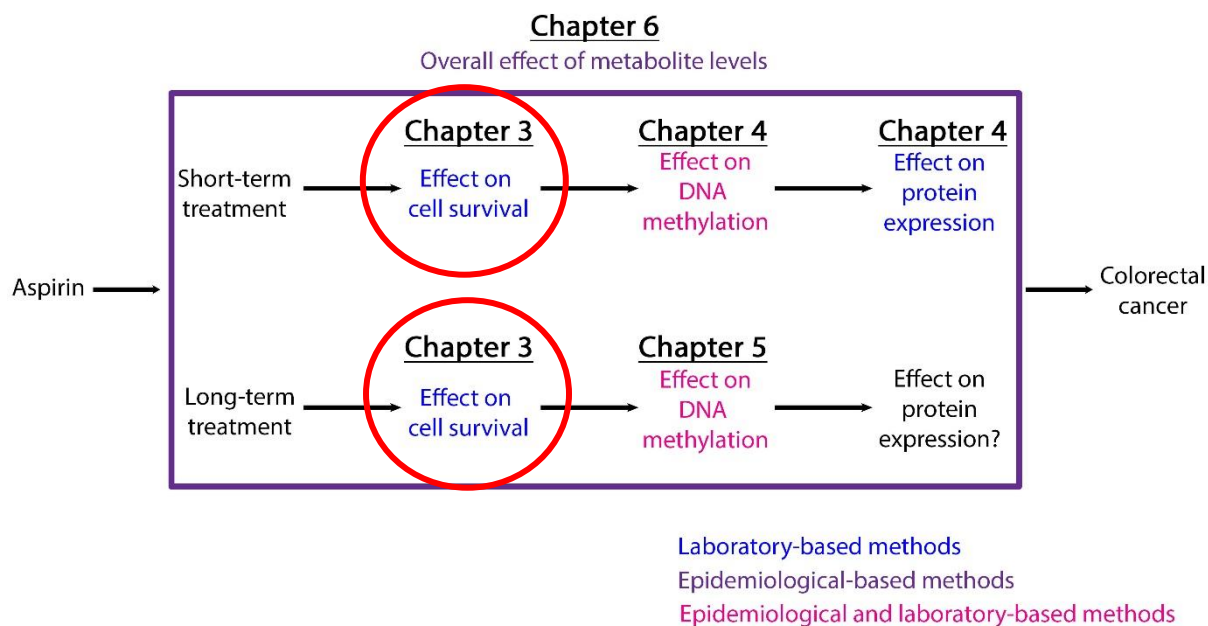 Chapter 6
Overall effect of metabolite levels
Chapter 3
Chapter 4
Chapter 4
Short-term
treatment
Effect on
cell survival
Effect on
DNA
methylation
Effect on
protein
expression
Aspirin
Colorectal
cancer
Chapter 3
Chapter 5
Long-term
treatment
Effect on
cell survival
Effect on
DNA
methylation
Effect on
protein
expression?
Laboratory-based methods
Epidemiological-based methods
Epidemiological and laboratory-based methods